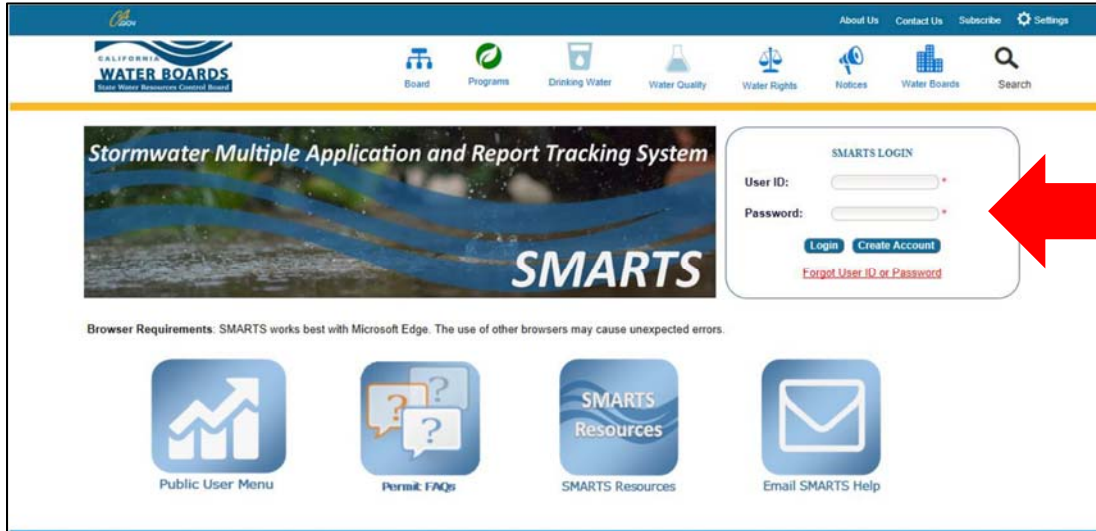 CA.GOV
About Us Contact Us Subscribe Settings
CALIFORNIA
WATER BOARDS
State Water Resources Control Board
Board Programs Drinking Water Water Quality Water Rights Notices Water Boards Search
Stormwater Multiple Application and Report Tracking System
SMARTS
SMARTS LOGIN
User ID: *
Password: *
Login Create Account
Forgot User ID or Password
Browser Requirements: SMARTS works best with Microsoft Edge. The use of other browsers may cause unexpected errors.
? ? ?
SMARTS
Resources
Public User Menu Permit FAQs SMARTS Resources Email SMARTS Help